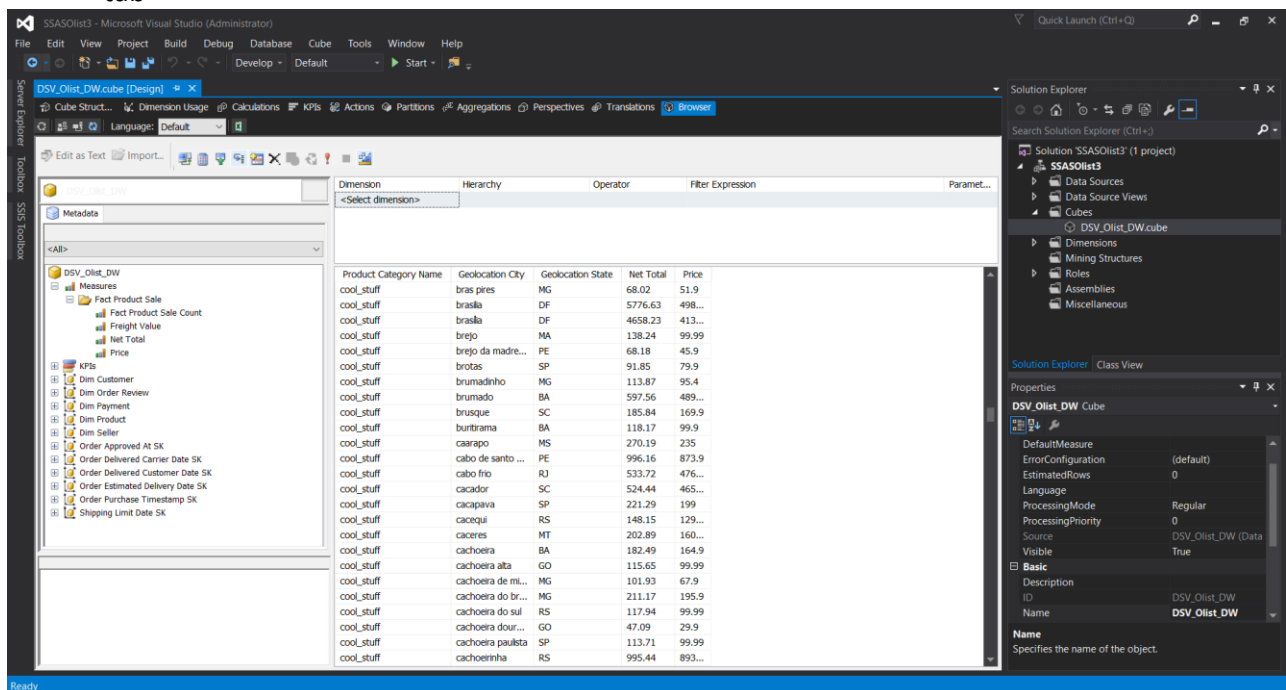 SSAS
SSASOlist3 - Microsoft Visual Studio (Administrator)
Quick Launch (Ctrl+Q)
File Edit View Project Build Debug Database Cube Tools Window Help
Develop Default Start
Server Explorer Toolbox SSIS Toolbox
DSV_Olist_DW.cube [Design]
Cube Struct... Dimension Usage Calculations KPIs Actions Partitions Aggregations Perspectives Translations Browser
Language: Default
Edit as Text Import...
DSV_Olist_DW
Metadata
<All>
DSV_Olist_DW
Measures
Fact Product Sale
Fact Product Sale Count
Freight Value
Net Total
Price
KPIs
Dim Customer
Dim Order Review
Dim Payment
Dim Product
Dim Seller
Order Approved At SK
Order Delivered Carrier Date SK
Order Delivered Customer Date SK
Order Estimated Delivery Date SK
Order Purchase Timestamp SK
Shipping Limit Date SK
Dimension Hierarchy Operator Filter Expression Paramet...
<Select dimension>
Product Category Name Geolocation City Geolocation State Net Total Price
cool_stuff bras pires MG 68.02 51.9
cool_stuff brasilia DF 5776.63 498...
cool_stuff brasilia DF 4658.23 413...
cool_stuff brejo MA 138.24 99.99
cool_stuff brejo da madre... PE 68.18 45.9
cool_stuff brotas SP 91.85 79.9
cool_stuff brumadinho MG 113.87 95.4
cool_stuff brumado BA 597.56 489...
cool_stuff brusque SC 185.84 169.9
cool_stuff buritirama BA 118.17 99.9
cool_stuff caarapo MS 270.19 235
cool_stuff cabo de santo ... PE 996.16 873.9
cool_stuff cabo frio RJ 533.72 476...
cool_stuff cacador SC 524.44 465...
cool_stuff cacapava SP 221.29 199
cool_stuff cacequi RS 148.15 129...
cool_stuff caceres MT 202.89 160...
cool_stuff cachoeira BA 182.49 164.9
cool_stuff cachoeira alta GO 115.65 99.99
cool_stuff cachoeira de mi... MG 101.93 67.9
cool_stuff cachoeira do br... MG 211.17 195.9
cool_stuff cachoeira do sul RS 117.94 99.99
cool_stuff cachoeira dour... GO 47.09 29.9
cool_stuff cachoeira paulista SP 113.71 99.99
cool_stuff cachoeirinha RS 995.44 893...
Solution Explorer
Search Solution Explorer (Ctrl+;)
Solution 'SSASOlist3' (1 project)
SSASOlist3
Data Sources
Data Source Views
Cubes
DSV_Olist_DW.cube
Dimensions
Mining Structures
Roles
Assemblies
Miscellaneous
Solution Explorer Class View
Properties
DSV_Olist_DW Cube
DefaultMeasure
ErrorConfiguration (default)
EstimatedRows 0
Language
ProcessingMode Regular
ProcessingPriority 0
Source DSV_Olist_DW (Data
Visible True
Basic
Description
ID DSV_Olist_DW
Name DSV_Olist_DW
Name
Specifies the name of the object.
Ready